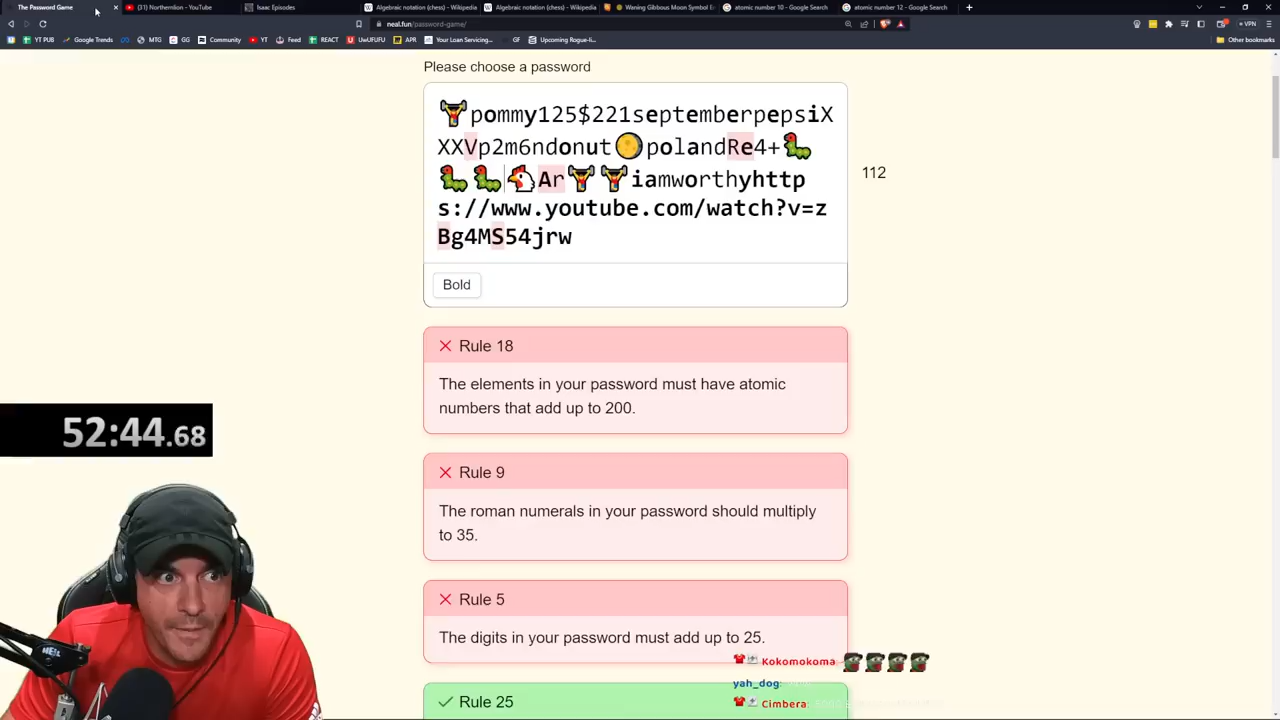 The Password Game
(31) Northernlion - YouTube
Isaac Episodes
Algebraic notation (chess) - Wikipedia
Algebraic notation (chess) - Wikipedia
Waning Gibbous Moon Symbol Em
atomic number 10 - Google Search
atomic number 12 - Google Search
neal.fun/password-game/
VPN
YT PUB
Google Trends
MTG
GG
Community
YT
UwUFUFU
APR
Your Loan Servicing...
GF
Upcoming Rogue-li...
FEED
REACT
Other bookmarks
Please choose a password
🏋️pommy125$221septemberpepsiX
XXVp2m6ndonut🌕polandRe4+🐛
🐛🐛🐔Ar🏋️🏋️iamworthyhttp
s://www.youtube.com/watch?v=z
Bg4MS54jrw
112
Bold
Rule 18
The elements in your password must have atomic
numbers that add up to 200.
52:44.68
Rule 9
The roman numerals in your password should multiply
to 35.
Rule 5
The digits in your password must add up to 25.
Kokomokoma:
yah_dog:
Cimbera:
Rule 25